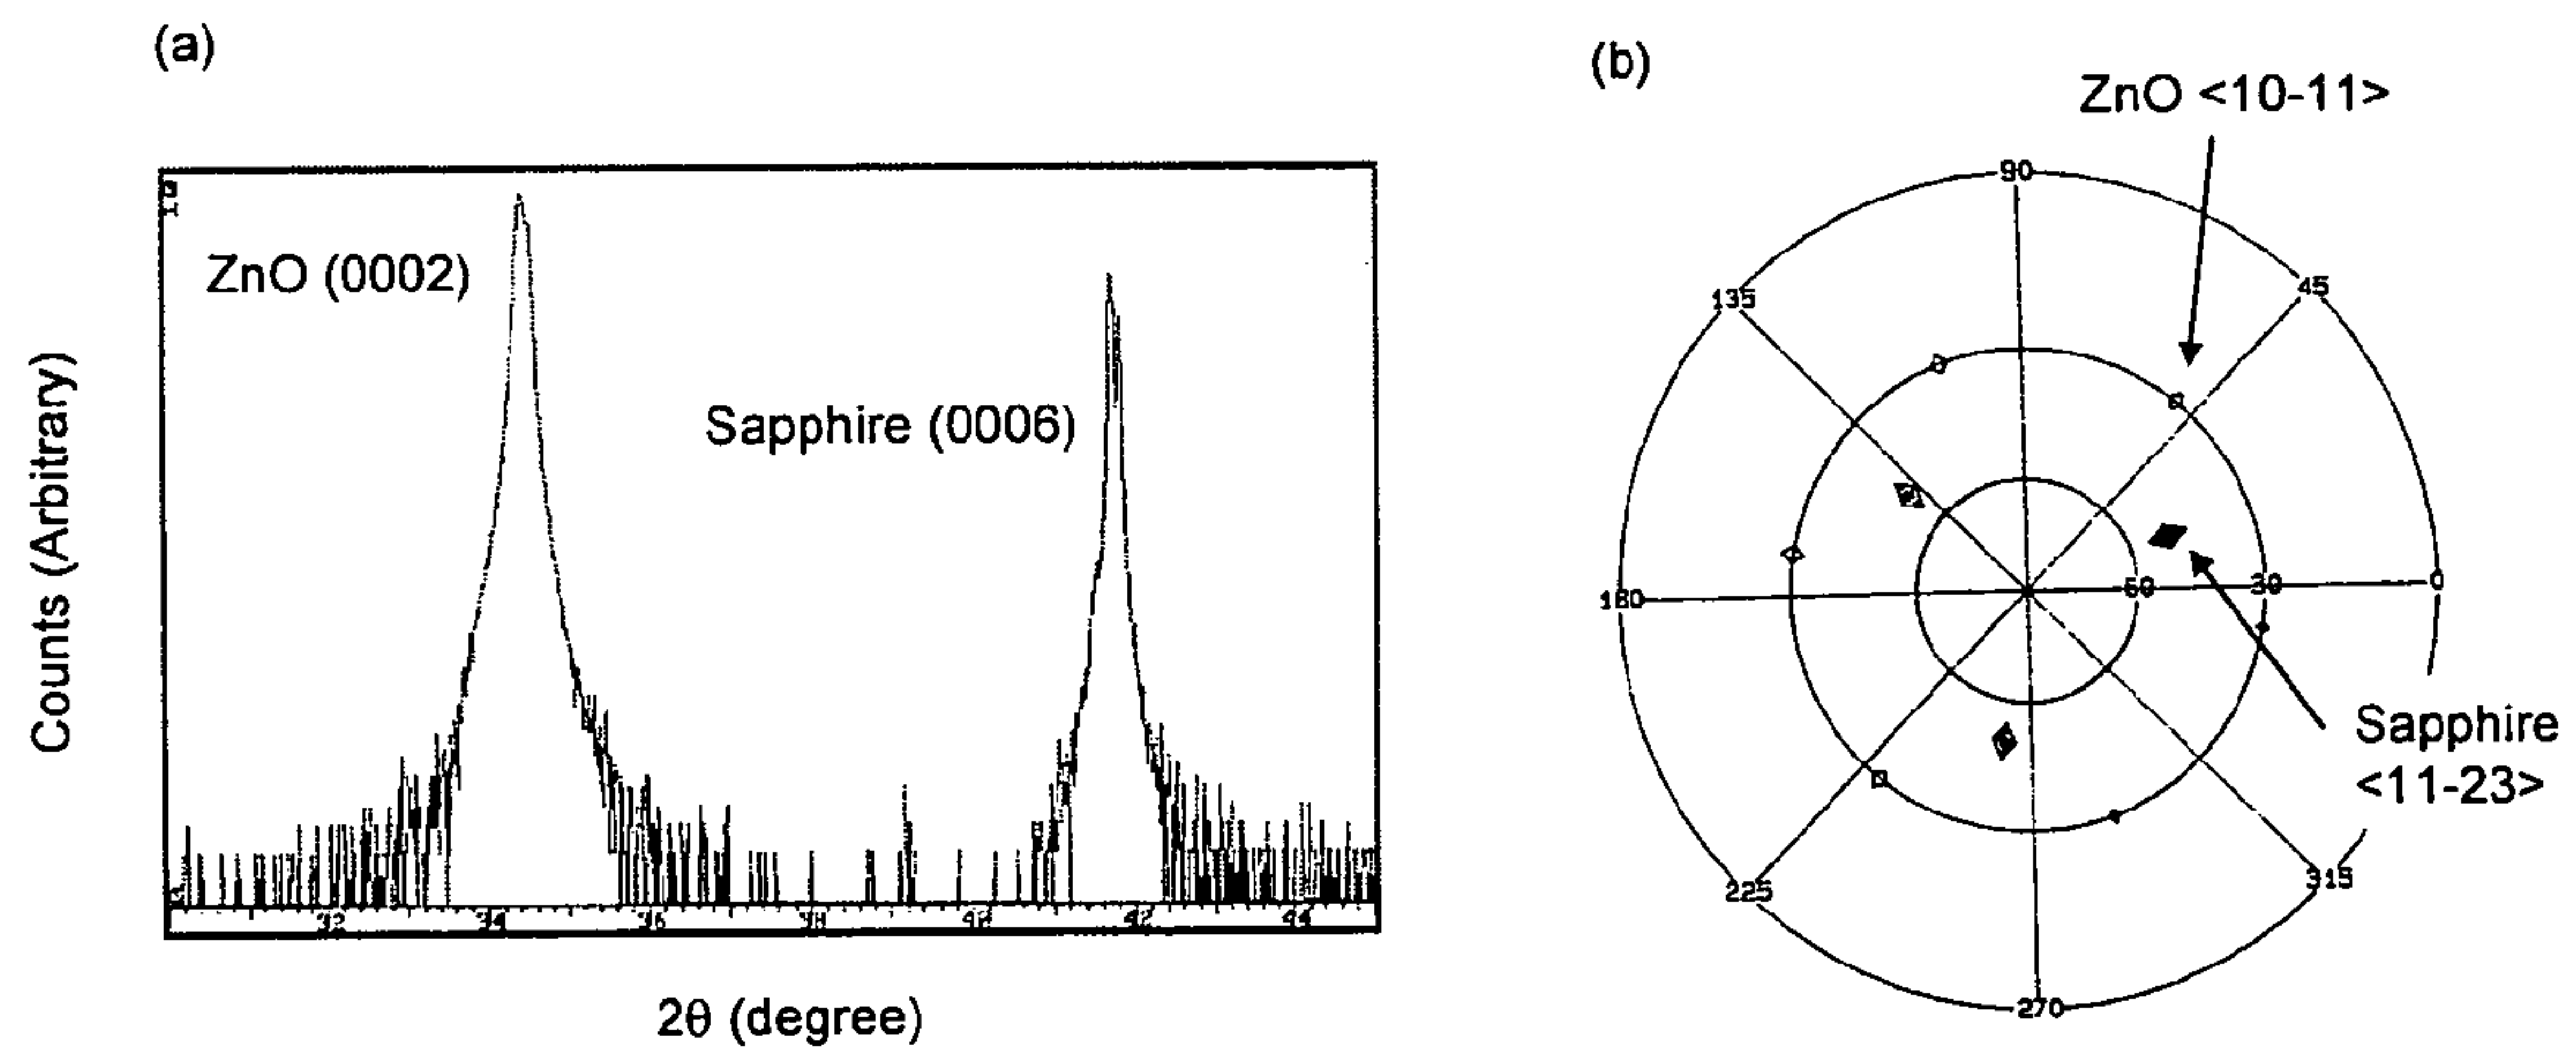 (a)
ZnO (0002)
Sapphire (0006)
Counts (Arbitrary)
32 34 36 38 40 42 44
2θ (degree)
(b)
ZnO <10-11>
90
135
45
180
60
30
0
225
315
270
Sapphire
<11-23>